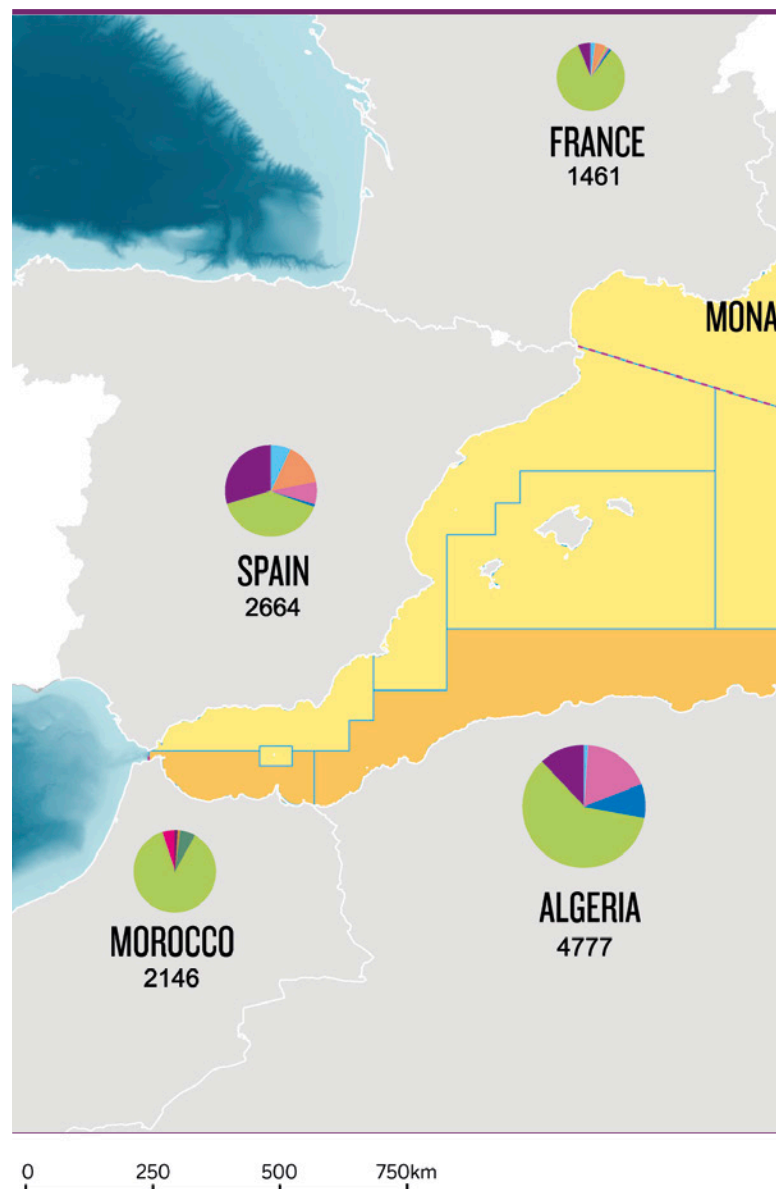 FRANCE
1461
MONA
SPAIN
2664
ALGERIA
4777
MOROCCO
2146
0 250 500 750km